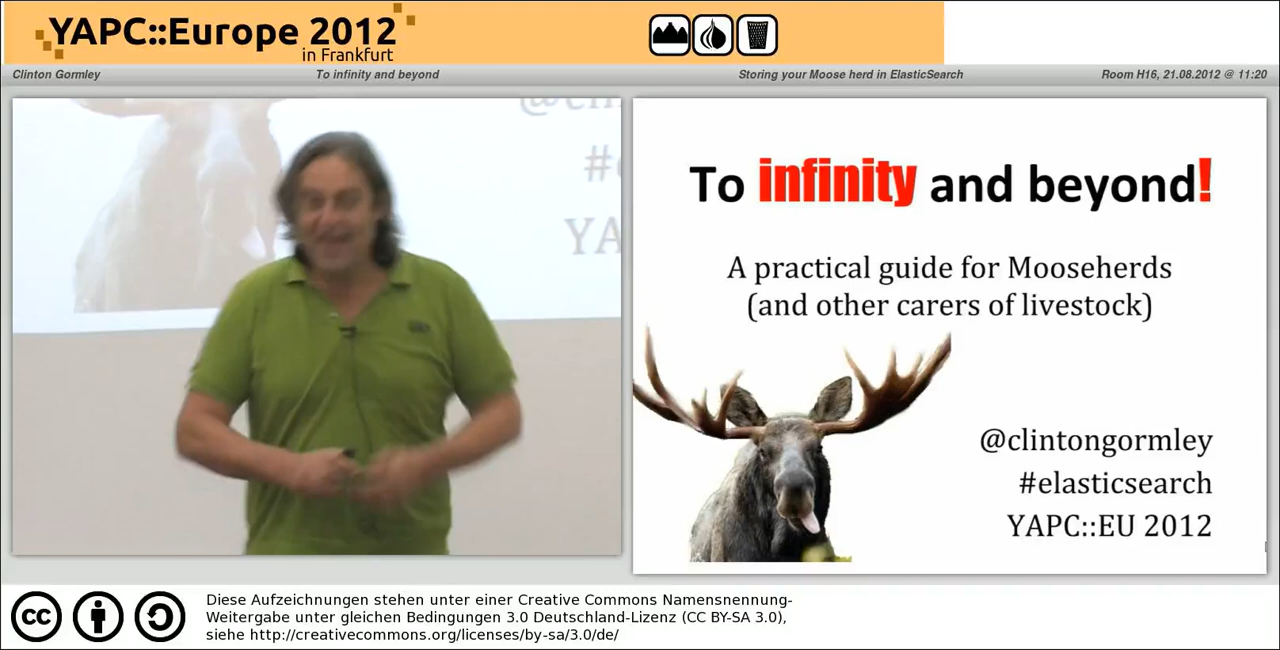 YAPC::Europe 2012
in Frankfurt
Clinton Gormley
To infinity and beyond
Storing your Moose herd in ElasticSearch
Room H16, 21.08.2012 @ 11:20
#
YA
To infinity and beyond!
A practical guide for Mooseherds
(and other carers of livestock)
@clintongormley
#elasticsearch
YAPC::EU 2012
cc
Diese Aufzeichnungen stehen unter einer Creative Commons Namensnennung-
Weitergabe unter gleichen Bedingungen 3.0 Deutschland-Lizenz (CC BY-SA 3.0),
siehe http://creativecommons.org/licenses/by-sa/3.0/de/